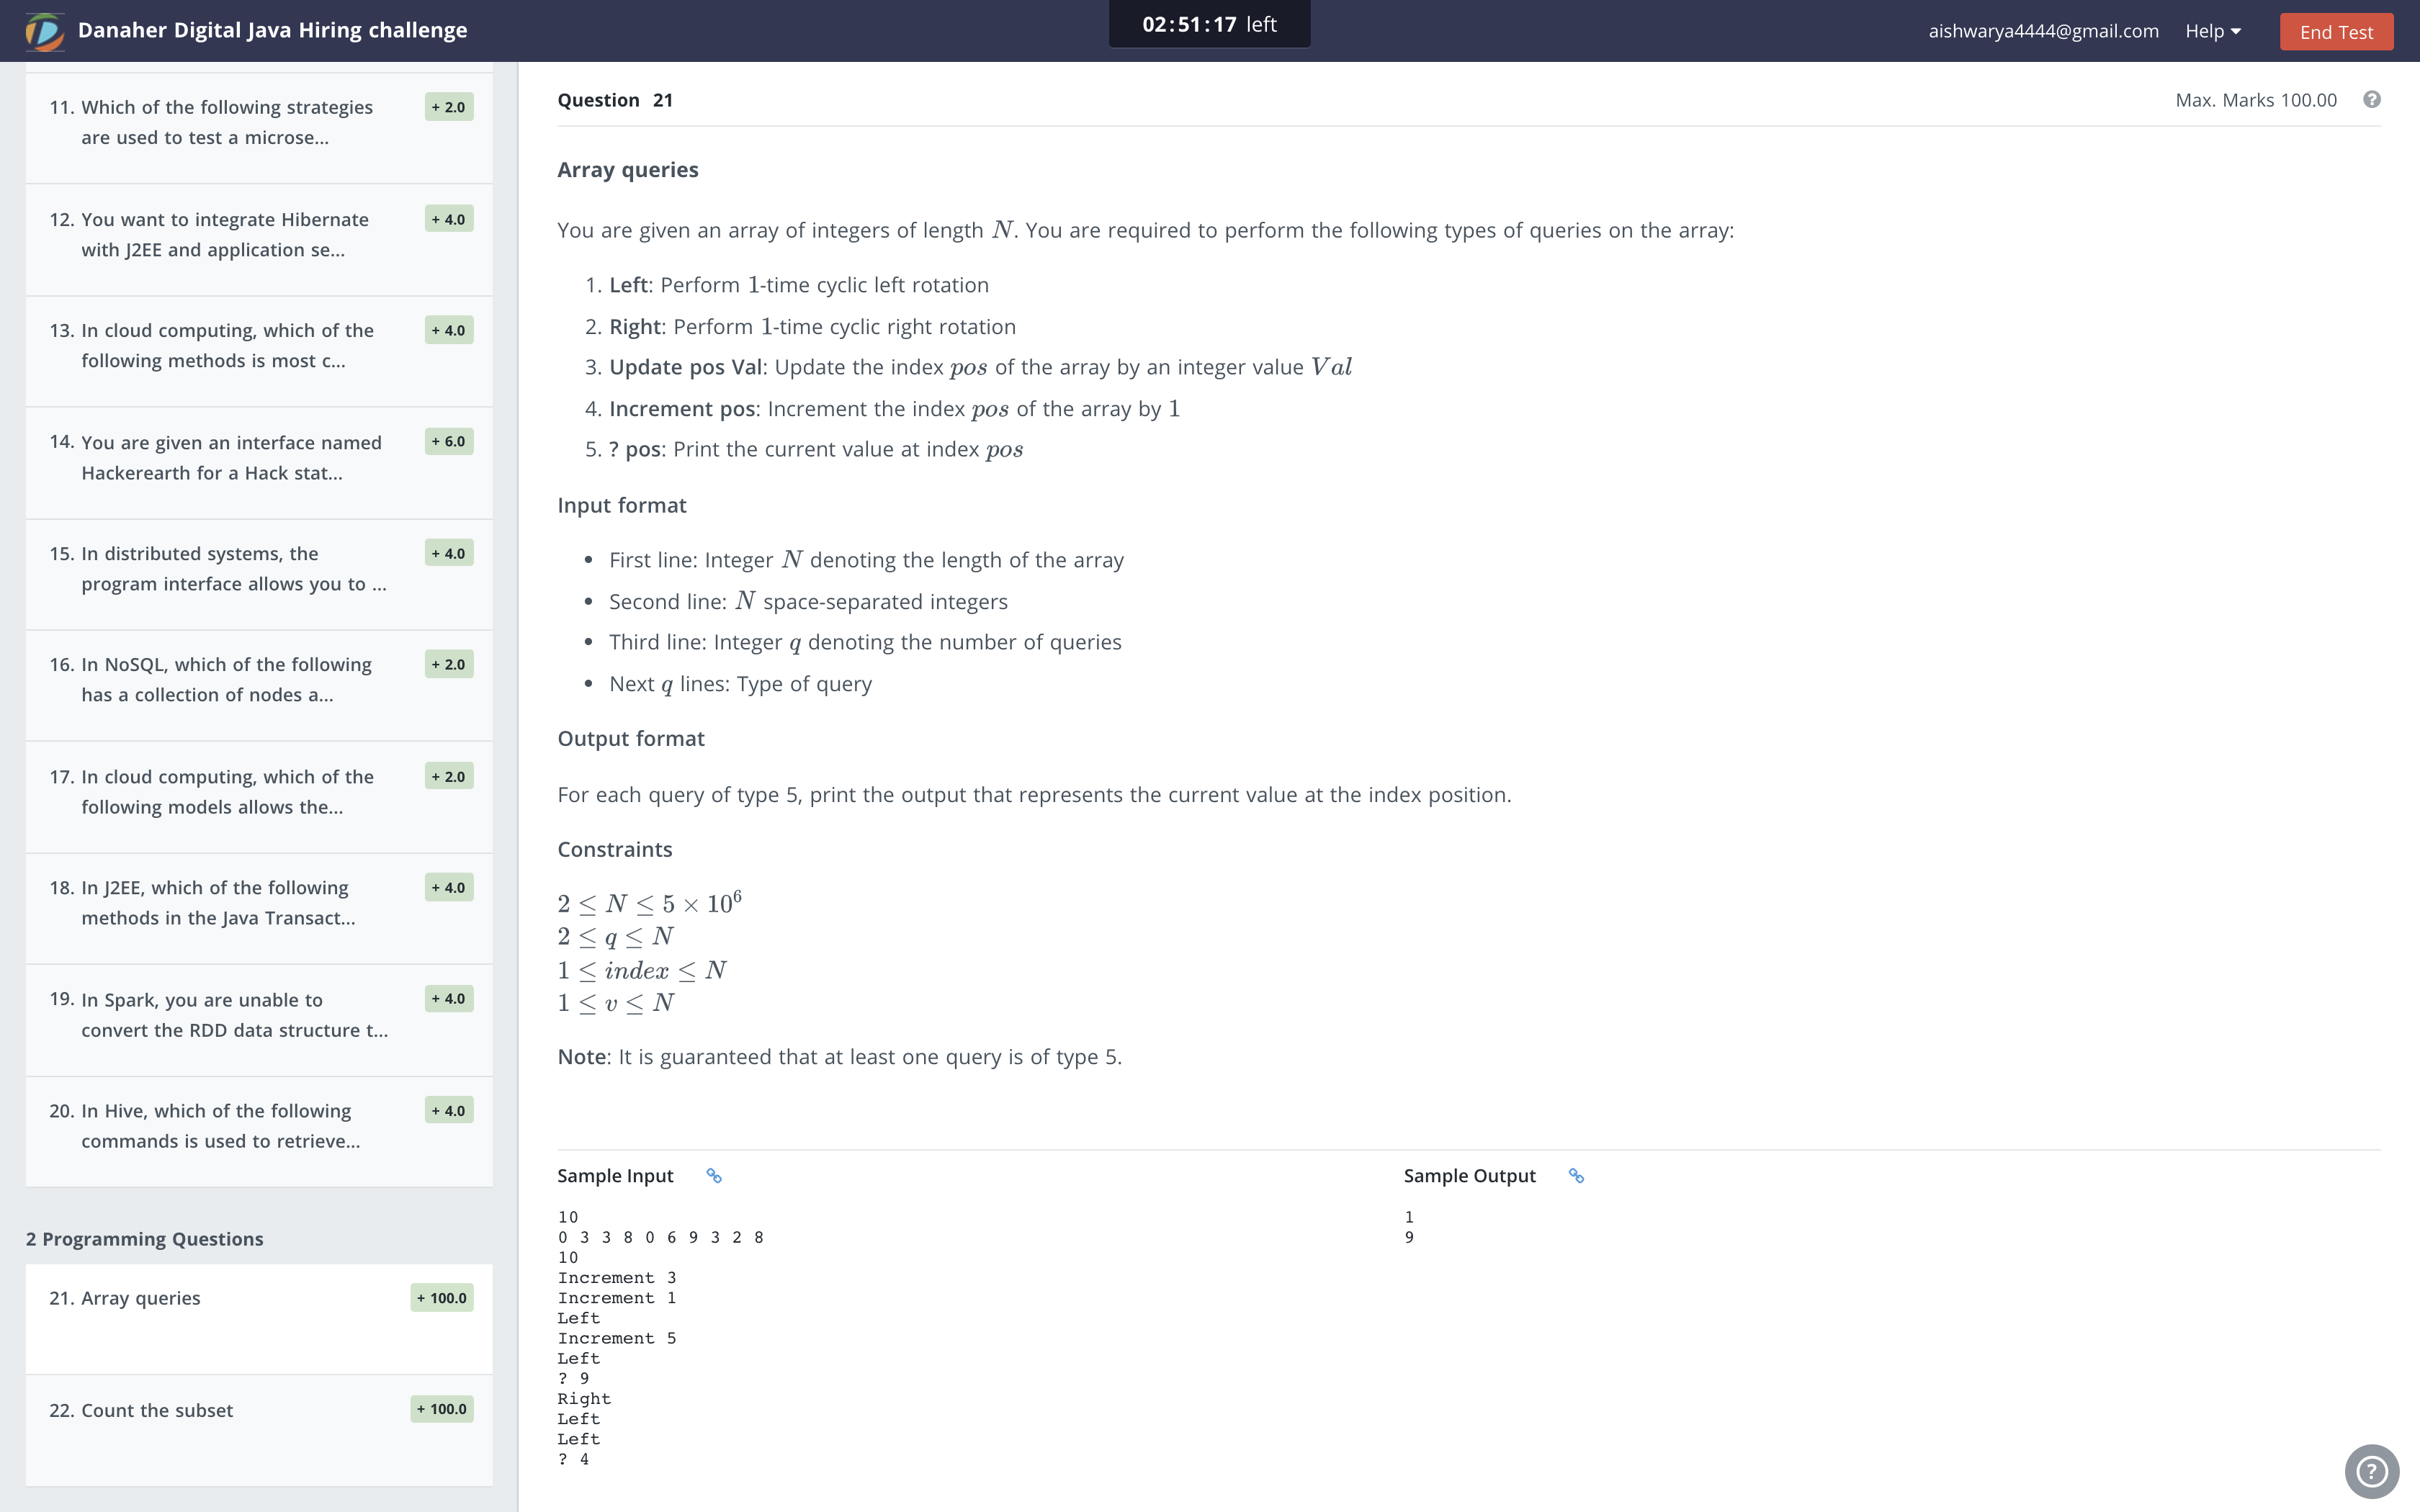 Danaher Digital Java Hiring challenge
02:51:17 left
aishwarya4444@gmail.com
Help
End Test
11. Which of the following strategies
are used to test a microse...
+ 2.0
12. You want to integrate Hibernate
with J2EE and application se...
+ 4.0
13. In cloud computing, which of the
following methods is most c...
+ 4.0
14. You are given an interface named
Hackerearth for a Hack stat...
+ 6.0
15. In distributed systems, the
program interface allows you to ...
+ 4.0
16. In NoSQL, which of the following
has a collection of nodes a...
+ 2.0
17. In cloud computing, which of the
following models allows the...
+ 2.0
18. In J2EE, which of the following
methods in the Java Transact...
+ 4.0
19. In Spark, you are unable to
convert the RDD data structure t...
+ 4.0
20. In Hive, which of the following
commands is used to retrieve...
+ 4.0
2 Programming Questions
21. Array queries
+ 100.0
22. Count the subset
+ 100.0
Question 21
Max. Marks 100.00
?
Array queries
You are given an array of integers of length N. You are required to perform the following types of queries on the array:
1. Left: Perform 1-time cyclic left rotation
2. Right: Perform 1-time cyclic right rotation
3. Update pos Val: Update the index pos of the array by an integer value Val
4. Increment pos: Increment the index pos of the array by 1
5. ? pos: Print the current value at index pos
Input format
• First line: Integer N denoting the length of the array
• Second line: N space-separated integers
• Third line: Integer q denoting the number of queries
• Next q lines: Type of query
Output format
For each query of type 5, print the output that represents the current value at the index position.
Constraints
2 ≤ N ≤ 5 × 10⁶
2 ≤ q ≤ N
1 ≤ index ≤ N
1 ≤ v ≤ N
Note: It is guaranteed that at least one query is of type 5.
Sample Input
10
0 3 3 8 0 6 9 3 2 8
10
Increment 3
Increment 1
Left
Increment 5
Left
? 9
Right
Left
Left
? 4
Sample Output
1
9
?